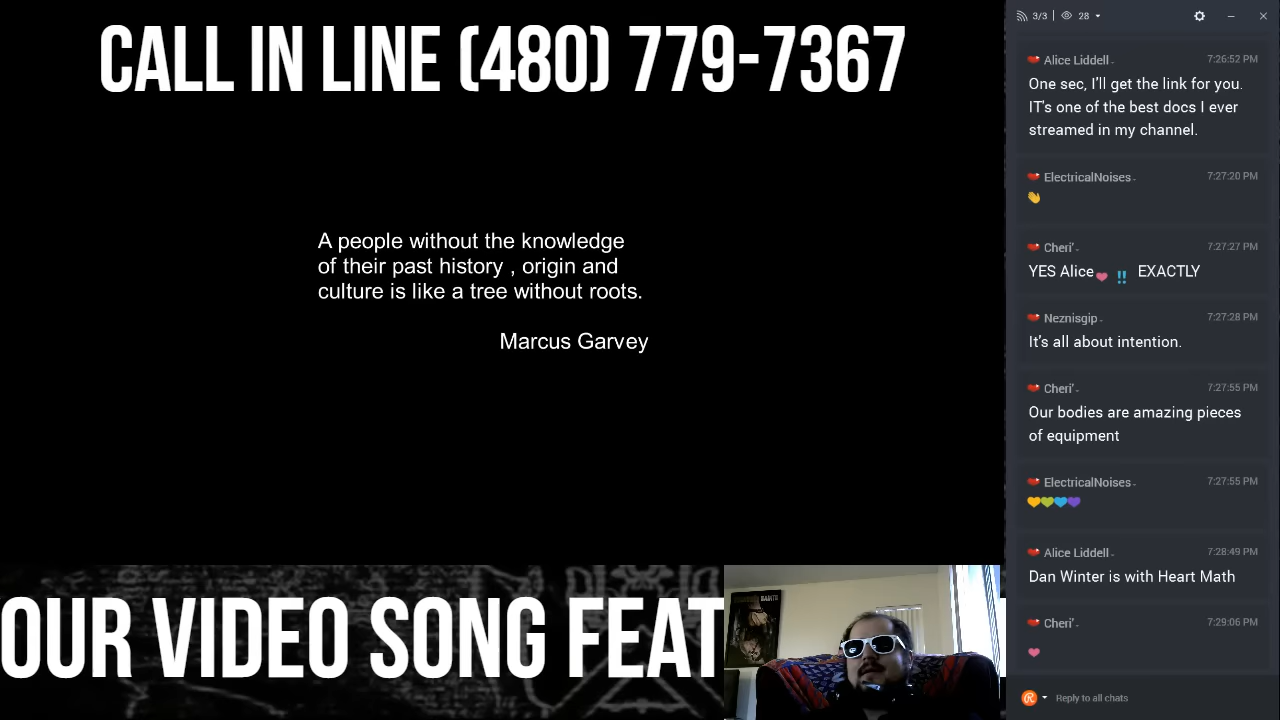 CALL IN LINE (480) 779-7367
A people without the knowledge
of their past history , origin and
culture is like a tree without roots.
Marcus Garvey
OUR VIDEO SONG FEAT
3/3
28
Alice Liddell
7:26:52 PM
One sec, I'll get the link for you.
IT's one of the best docs I ever
streamed in my channel.
ElectricalNoises
7:27:20 PM
Cheri'
7:27:27 PM
YES Alice ‼ EXACTLY
Neznisgip
7:27:28 PM
It's all about intention.
Cheri'
7:27:55 PM
Our bodies are amazing pieces
of equipment
ElectricalNoises
7:27:55 PM
Alice Liddell
7:28:49 PM
Dan Winter is with Heart Math
Cheri'
7:29:06 PM
Reply to all chats